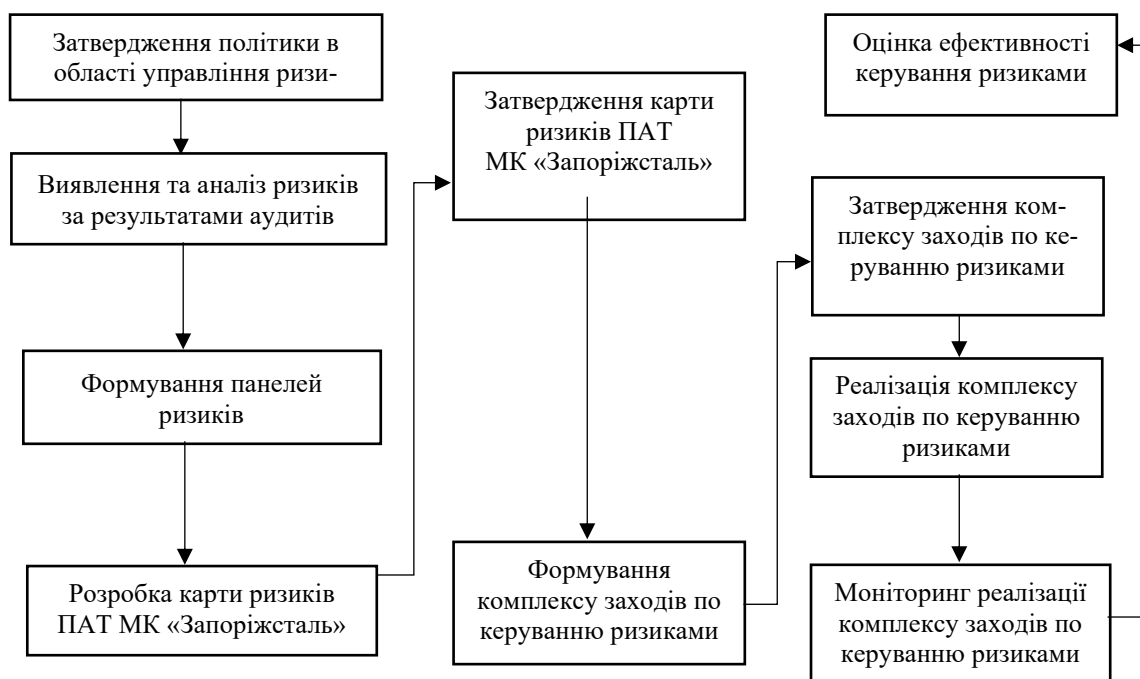 Затвердження політики в
області управління ризи-
Виявлення та аналіз ризиків
за результатами аудитів
Формування панелей
ризиків
Розробка карти ризиків
ПАТ МК «Запоріжсталь»
Затвердження карти
ризиків ПАТ
МК «Запоріжсталь»
Формування
комплексу заходів по
керуванню ризиками
Затвердження ком-
плексу заходів по ке-
руванню ризиками
Реалізація комплексу
заходів по керуванню
ризиками
Моніторинг реалізації
комплексу заходів по
керуванню ризиками
Оцінка ефективності
керування ризиками